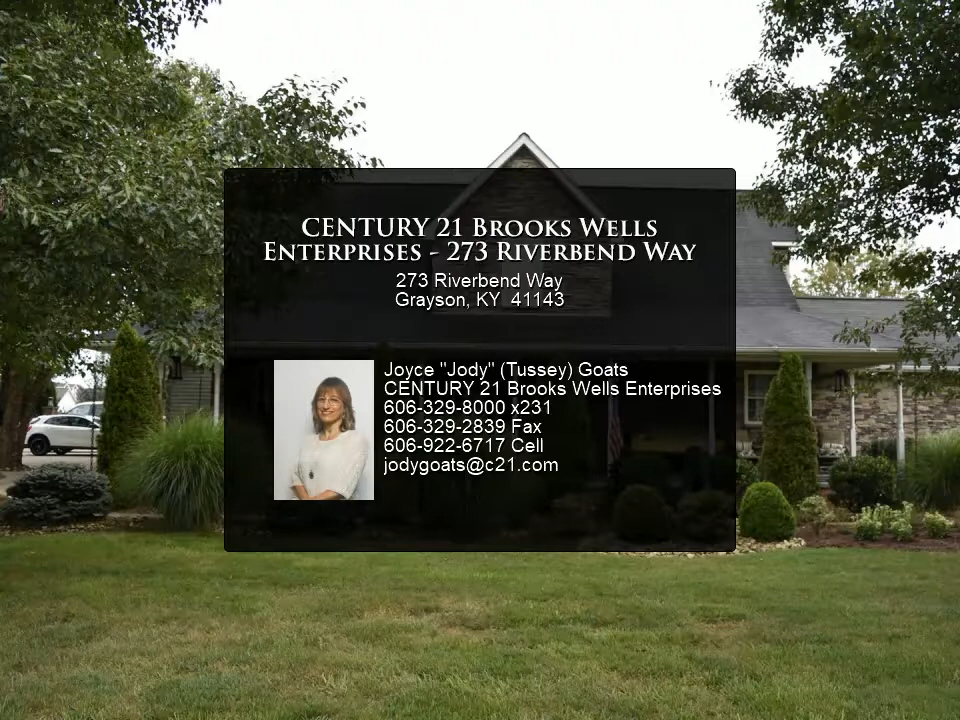 CENTURY 21 Brooks Wells
Enterprises - 273 Riverbend Way
273 Riverbend Way
Grayson, KY  41143
Joyce "Jody" (Tussey) Goats
CENTURY 21 Brooks Wells Enterprises
606-329-8000 x231
606-329-2839 Fax
606-922-6717 Cell
jodygoats@c21.com